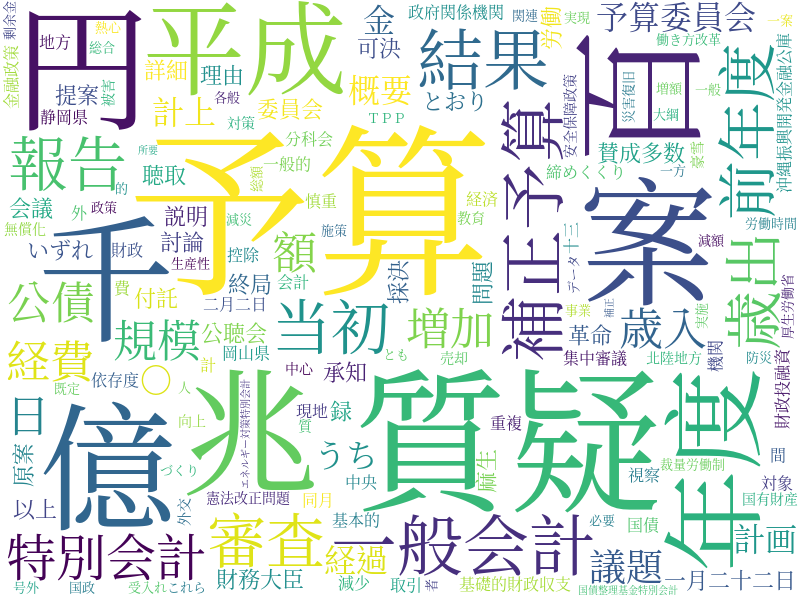 剰余金
金融政策
熱心
地方
総合
提案
被害
静岡県
円
平成
詳細
理由
計上
各般
政府関係機関
金
可決
結果
概要
とおり
委員会
対策
TPP
関連
実現
労働
予算委員会
一案
働き方改革
増額
一般
災害復旧
大綱
沖縄振興開発金融公庫
百
前年度
安全保障政策
賛成多数
豪雪
一方
締めくくり
報告
予算
補正予算
分科会
一般的
聴取
所要
的
総額
慎重
経済
教育
会議
外
政策
説明
減災
施策
無償化
いずれ
財政
討論
控除
生産性
千
額
会計
案
十三
データ
労働時間
減額
歳出
厚生労働省
費
付託
終局
採決
問題
公債
二月二日
当初
増加
事業
補正
歳入
実施
規模
公聴会
革命
経費
〇
計
岡山県
承知
とも
売却
集中審議
北陸地方
機関
防災
財政投融資
既定
依存度
人
中心
日
億
兆
質疑
年度
原案
向上
エネルギー対策特別会計
現地
録
質
重複
うち
麻生
視察
裁量労働制
間
づくり
中央
対象
以上
外交
憲法改正問題
同月
基本的
必要
国債
国有財産
特別会計
審査
一般会計
議題
計画
経過
財務大臣
減少
取引
者
基礎的財政収支
一月二十二日
号外
国政
受入れ
これら
国債整理基金特別会計